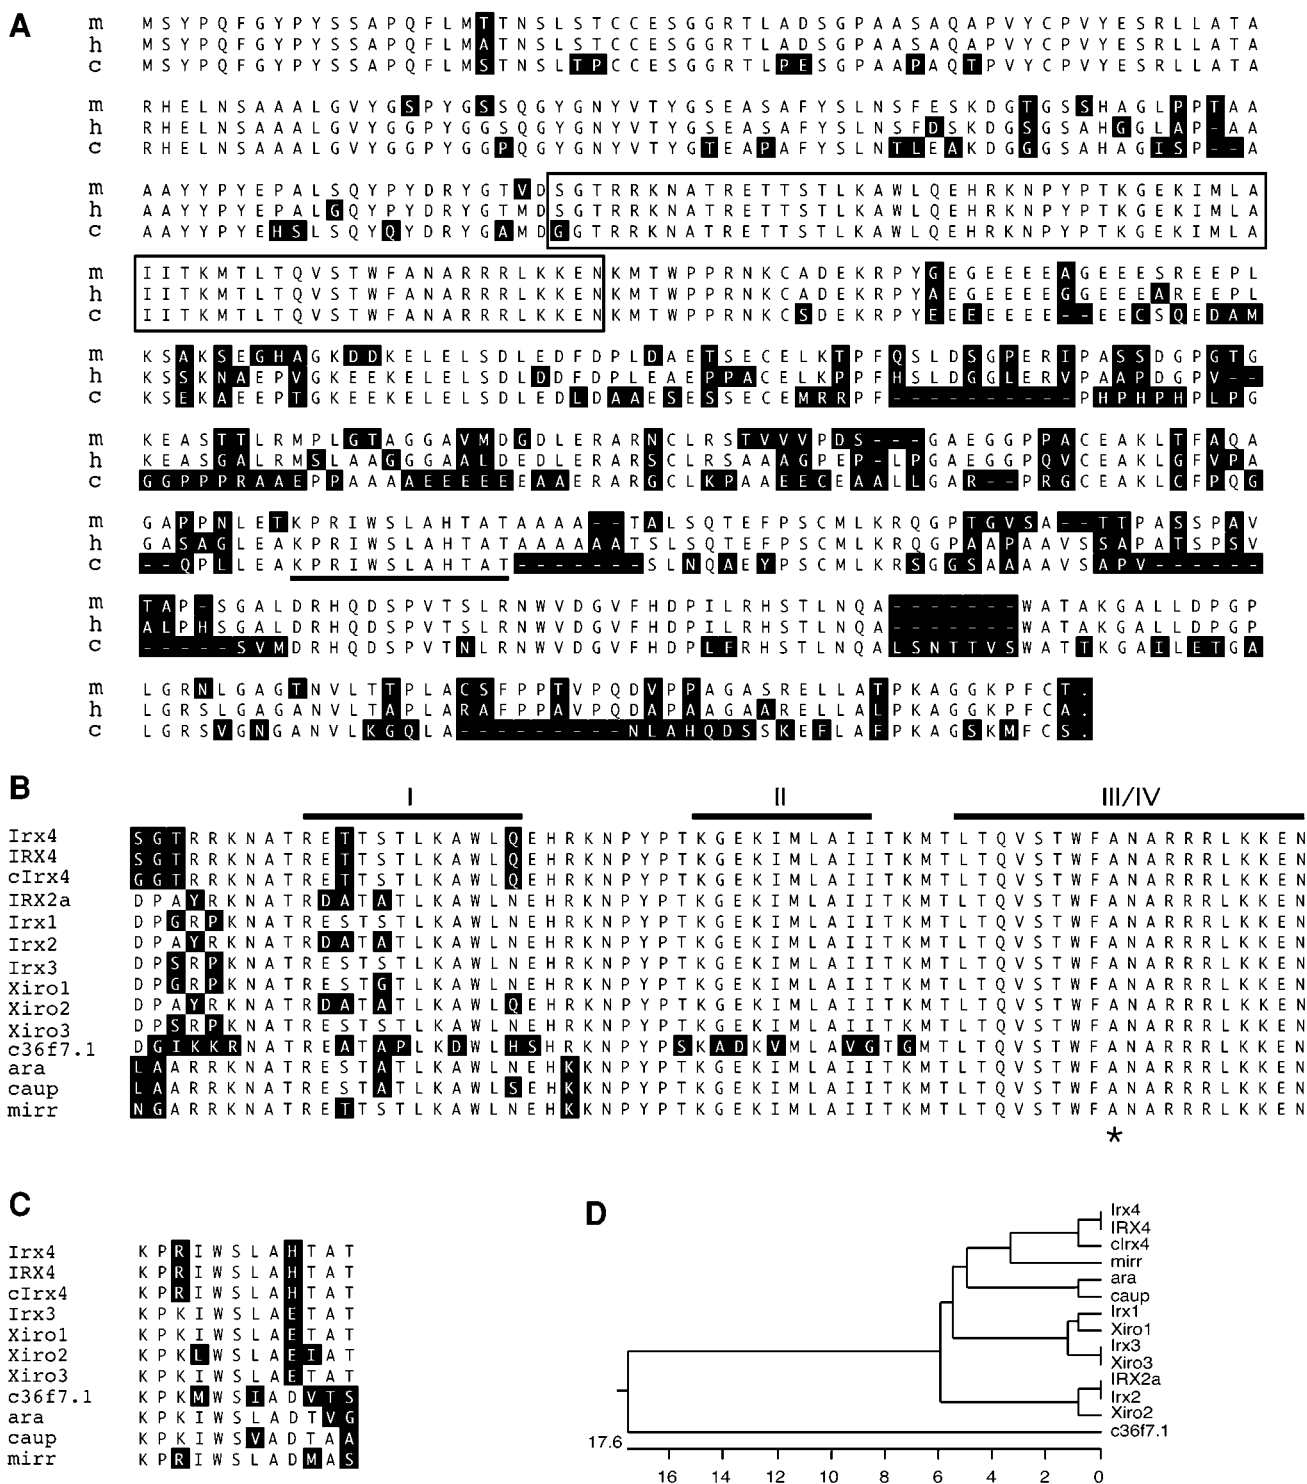 A
m MSYPQFGYPYSSAPQFLMTTNSLSTCCESGGRTLADSGPAASAQAPVYCPVYESRLLATA
h MSYPQFGYPYSSAPQFLMATNSLSTCCESGGRTLADSGPAASAQAPVYCPVYESRLLATA
c MSYPQFGYPYSSAPQFLMSTNSLTPCCESGGRTLPESGPAAPAQTPVYCPVYESRLLATA
m RHELNSAAALGVYGSPYGSSQGYGNYVTYGSEASAFYSLNSFESKDGTGSSHAGLPPTAA
h RHELNSAAALGVYGGPYGGSQGYGNYVTYGSEASAFYSLNSFDSKDGSGSAHGGLAP-AA
c RHELNSAAALGVYGGPYGGPQGYGNYVTYGTEAPAFYSLNTLEAKDGGGSAHAGISP--A
m AAYYPYEPALSQYPYDRYGTVDSGTRRKNATRETTSTLKAWLQEHRKNPYPTKGEKIMLA
h AAYYPYEPALGQYPYDRYGTMDSGTRRKNATRETTSTLKAWLQEHRKNPYPTKGEKIMLA
c AAYYPYEHSLSQYQYDRYGAMDGGTRRKNATRETTSTLKAWLQEHRKNPYPTKGEKIMLA
m IITKMTLTQVSTWFANARRRLKKENKMTWPPRNKCADEKRPYGEGEEEEAGEEESREEPL
h IITKMTLTQVSTWFANARRRLKKENKMTWPPRNKCADEKRPYAEGEEEEGGEEEAREEPL
c IITKMTLTQVSTWFANARRRLKKENKMTWPPRNKCSDEKRPYEEEEEEE--EECSQEDAM
m KSAKSEGHAGKDDKELELSDLEDFDPLDAETSECELKTPFQSLDSGPERIPASSDGPGTG
h KSSKNAEPVGKEEKELELSDLDDFDPLEAEPPACELKPPFHSLDGGLERVPAAPDGPV--
c KSEKAEEPTGKEEKELELSDLEDLDAAESESSECEMRRPF----------PHPHPHPLPG
m KEASTTLRMPLGTAGGAVMDGDLERARNCLRSTVVVPDS---GAEGGPPACEAKLTFAQA
h KEASGALRMSLAAGGGAALDEDLERARSCLRSAAAGPEP-LPGAEGGPQVCEAKLGFVPA
c GGPPPRAAEPPAAAAEEEEEEAAERARGCLKPAAEECEAALLGAR--PRGCEAKLCFPQG
m GAPPNLETKPRIWSLAHTATAAAA--TALSQTEFPSCMLKRQGPTGVSA--TTPASSPAV
h GASAGLEAKPRIWSLAHTATAAAAAATSLSQTEFPSCMLKRQGPAAPAAVSSAPATSPSV
c --QPLLEAKPRIWSLAHTAT-------SLNQAEYPSCMLKRSGGSAAAAVSAPV------
m TAP-SGALDRHQDSPVTSLRNWVDGVFHDPILRHSTLNQA-------WATAKGALLDPGP
h ALPHSGALDRHQDSPVTSLRNWVDGVFHDPILRHSTLNQA-------WATAKGALLDPGP
c -----SVMDRHQDSPVTNLRNWVDGVFHDPLFRHSTLNQALSNTTVSWATTKGAILETGA
m LGRNLGAGTNVLTTPLACSFPPTVPQDVPPAGASRELLATPKAGGKPFCT.
h LGRSLGAGANVLTAPLARAFPPAVPQDAPAAGAARELLALPKAGGKPFCA.
c LGRSVGNGANVLKGQLA---------NLAHQDSSKEFLAFPKAGSKMFCS.
B
I II III/IV
Irx4 SGTRRKNATRETTSTLKAWLQEHRKNPYPTKGEKIMLAIITKMTLTQVSTWFANARRRLKKEN
IRX4 SGTRRKNATRETTSTLKAWLQEHRKNPYPTKGEKIMLAIITKMTLTQVSTWFANARRRLKKEN
cIrx4 GGTRRKNATRETTSTLKAWLQEHRKNPYPTKGEKIMLAIITKMTLTQVSTWFANARRRLKKEN
IRX2a DPAYRKNATRDATATLKAWLNEHRKNPYPTKGEKIMLAIITKMTLTQVSTWFANARRRLKKEN
Irx1 DPGRPKNATRESTSTLKAWLNEHRKNPYPTKGEKIMLAIITKMTLTQVSTWFANARRRLKKEN
Irx2 DPAYRKNATRDATATLKAWLNEHRKNPYPTKGEKIMLAIITKMTLTQVSTWFANARRRLKKEN
Irx3 DPSRPKNATRESTSTLKAWLNEHRKNPYPTKGEKIMLAIITKMTLTQVSTWFANARRRLKKEN
Xiro1 DPGRPKNATRESTGTLKAWLNEHRKNPYPTKGEKIMLAIITKMTLTQVSTWFANARRRLKKEN
Xiro2 DPAYRKNATRDATATLKAWLQEHRKNPYPTKGEKIMLAIITKMTLTQVSTWFANARRRLKKEN
Xiro3 DPSRPKNATRESTSTLKAWLNEHRKNPYPTKGEKIMLAIITKMTLTQVSTWFANARRRLKKEN
c36f7.1 DGIKKRNATREATAPLKDWLHSHRKNPYPSKADKVMLAVGTGMTLTQVSTWFANARRRLKKEN
ara LAARRKNATRESTATLKAWLNEHKKNPYPTKGEKIMLAIITKMTLTQVSTWFANARRRLKKEN
caup LAARRKNATRESTATLKAWLSEHKKNPYPTKGEKIMLAIITKMTLTQVSTWFANARRRLKKEN
mirr NGARRKNATRETTSTLKAWLNEHKKNPYPTKGEKIMLAIITKMTLTQVSTWFANARRRLKKEN
*
C
Irx4 KPRIWSLAHTAT
IRX4 KPRIWSLAHTAT
cIrx4 KPRIWSLAHTAT
Irx3 KPKIWSLAETAT
Xiro1 KPKIWSLAETAT
Xiro2 KPKLWSLAEIAT
Xiro3 KPKIWSLAETAT
c36f7.1 KPKMWSIADVTS
ara KPKIWSLADTVG
caup KPKIWSVADTAA
mirr KPRIWSLADMAS
D
Irx4
IRX4
cIrx4
mirr
ara
caup
Irx1
Xiro1
Irx3
Xiro3
IRX2a
Irx2
Xiro2
c36f7.1
17.6
16 14 12 10 8 6 4 2 0